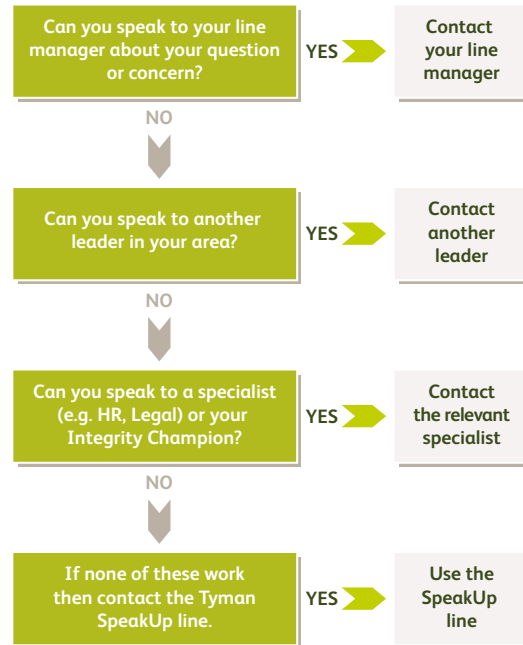 Can you speak to your line
manager about your question
or concern?
YES
Contact
your line
manager
NO
Can you speak to another
leader in your area?
YES
Contact
another
leader
NO
Can you speak to a specialist
(e.g. HR, Legal) or your
Integrity Champion?
YES
Contact
the relevant
specialist
NO
If none of these work
then contact the Tyman
SpeakUp line.
YES
Use the
SpeakUp
line